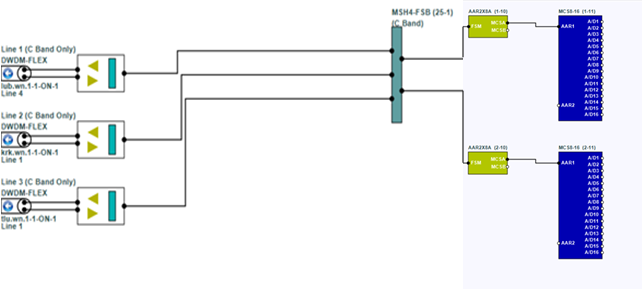 Line 1 (C Band Only)
DWDM-FLEX
lub.wn.1-1-ON-1
Line 4
Line 2 (C Band Only)
DWDM-FLEX
krk.wn.1-1-ON-1
Line 1
Line 3 (C Band Only)
DWDM-FLEX
tlu.wn.1-1-ON-1
Line 1
MSH4-FSB (25-1)
(C Band)
AAR2X8A (1-10)
FSM
MCSA
MCSB
MCS8-16 (1-11)
AAR1
AAR2
A/D1
A/D2
A/D3
A/D4
A/D5
A/D6
A/D7
A/D8
A/D9
A/D10
A/D11
A/D12
A/D13
A/D14
A/D15
A/D16
AAR2X8A (2-10)
FSM
MCSA
MCSB
MCS8-16 (2-11)
AAR1
AAR2
A/D1
A/D2
A/D3
A/D4
A/D5
A/D6
A/D7
A/D8
A/D9
A/D10
A/D11
A/D12
A/D13
A/D14
A/D15
A/D16